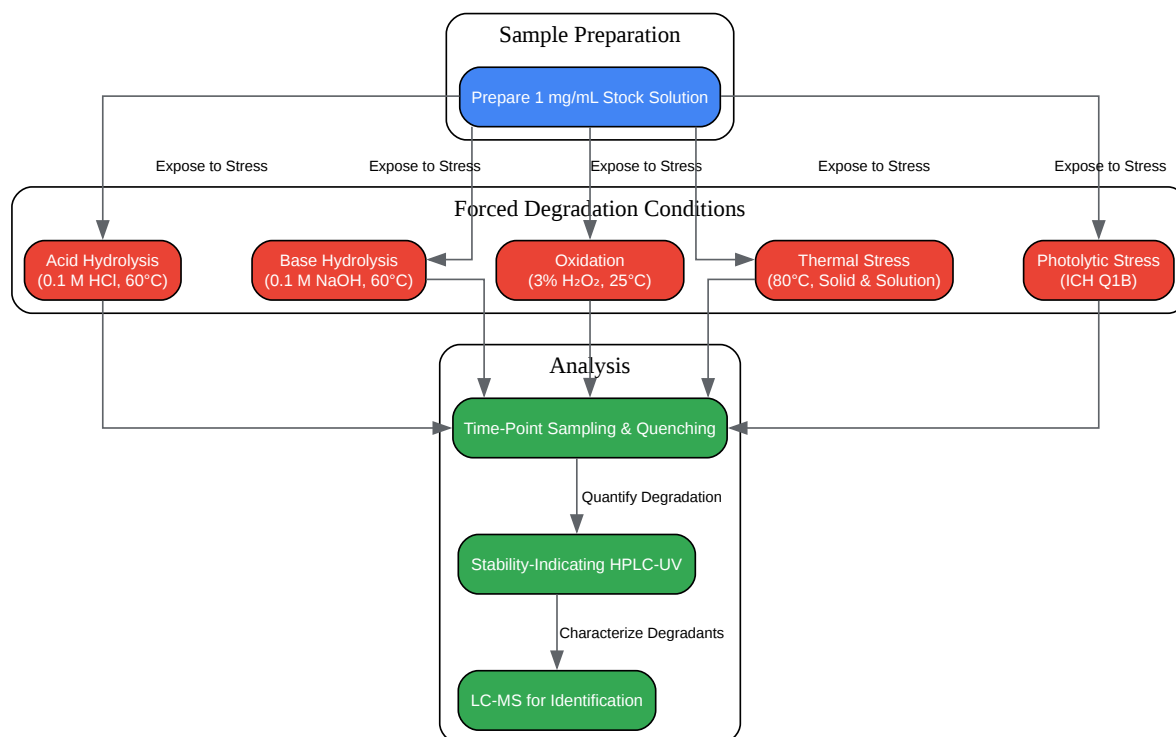 Sample Preparation
Prepare 1 mg/mL Stock Solution
Expose to Stress
Expose to Stress
Expose to Stress
Expose to Stress
Expose to Stress
Forced Degradation Conditions
Acid Hydrolysis
(0.1 M HCl, 60°C)
Base Hydrolysis
(0.1 M NaOH, 60°C)
Oxidation
(3% H₂O₂, 25°C)
Thermal Stress
(80°C, Solid & Solution)
Photolytic Stress
(ICH Q1B)
Analysis
Time-Point Sampling & Quenching
Quantify Degradation
Stability-Indicating HPLC-UV
Characterize Degradants
LC-MS for Identification